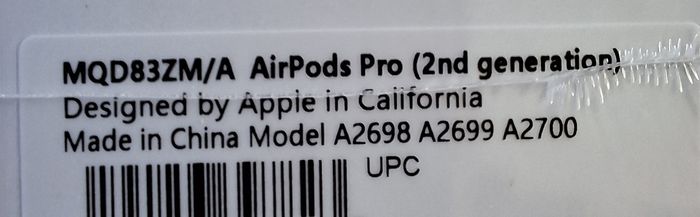 MQD83ZM/A AirPods Pro (2nd generation)
Designed by Apple in California
Made in China Model A2698 A2699 A2700
UPC